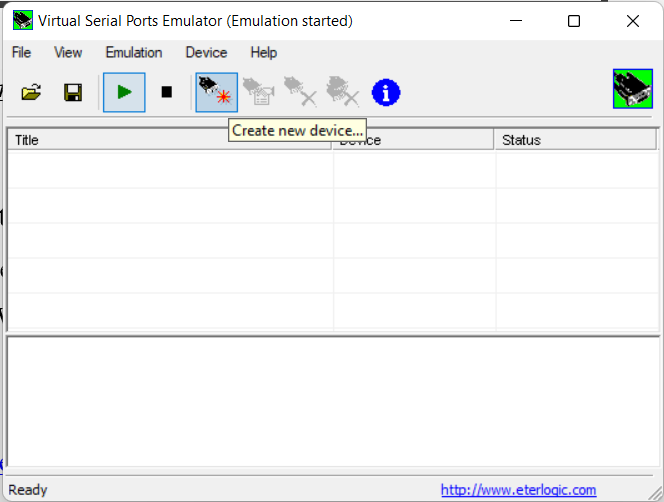 Virtual Serial Ports Emulator (Emulation started)
File View Emulation Device Help
Create new device...
Title Device Status
Ready http://www.eterlogic.com